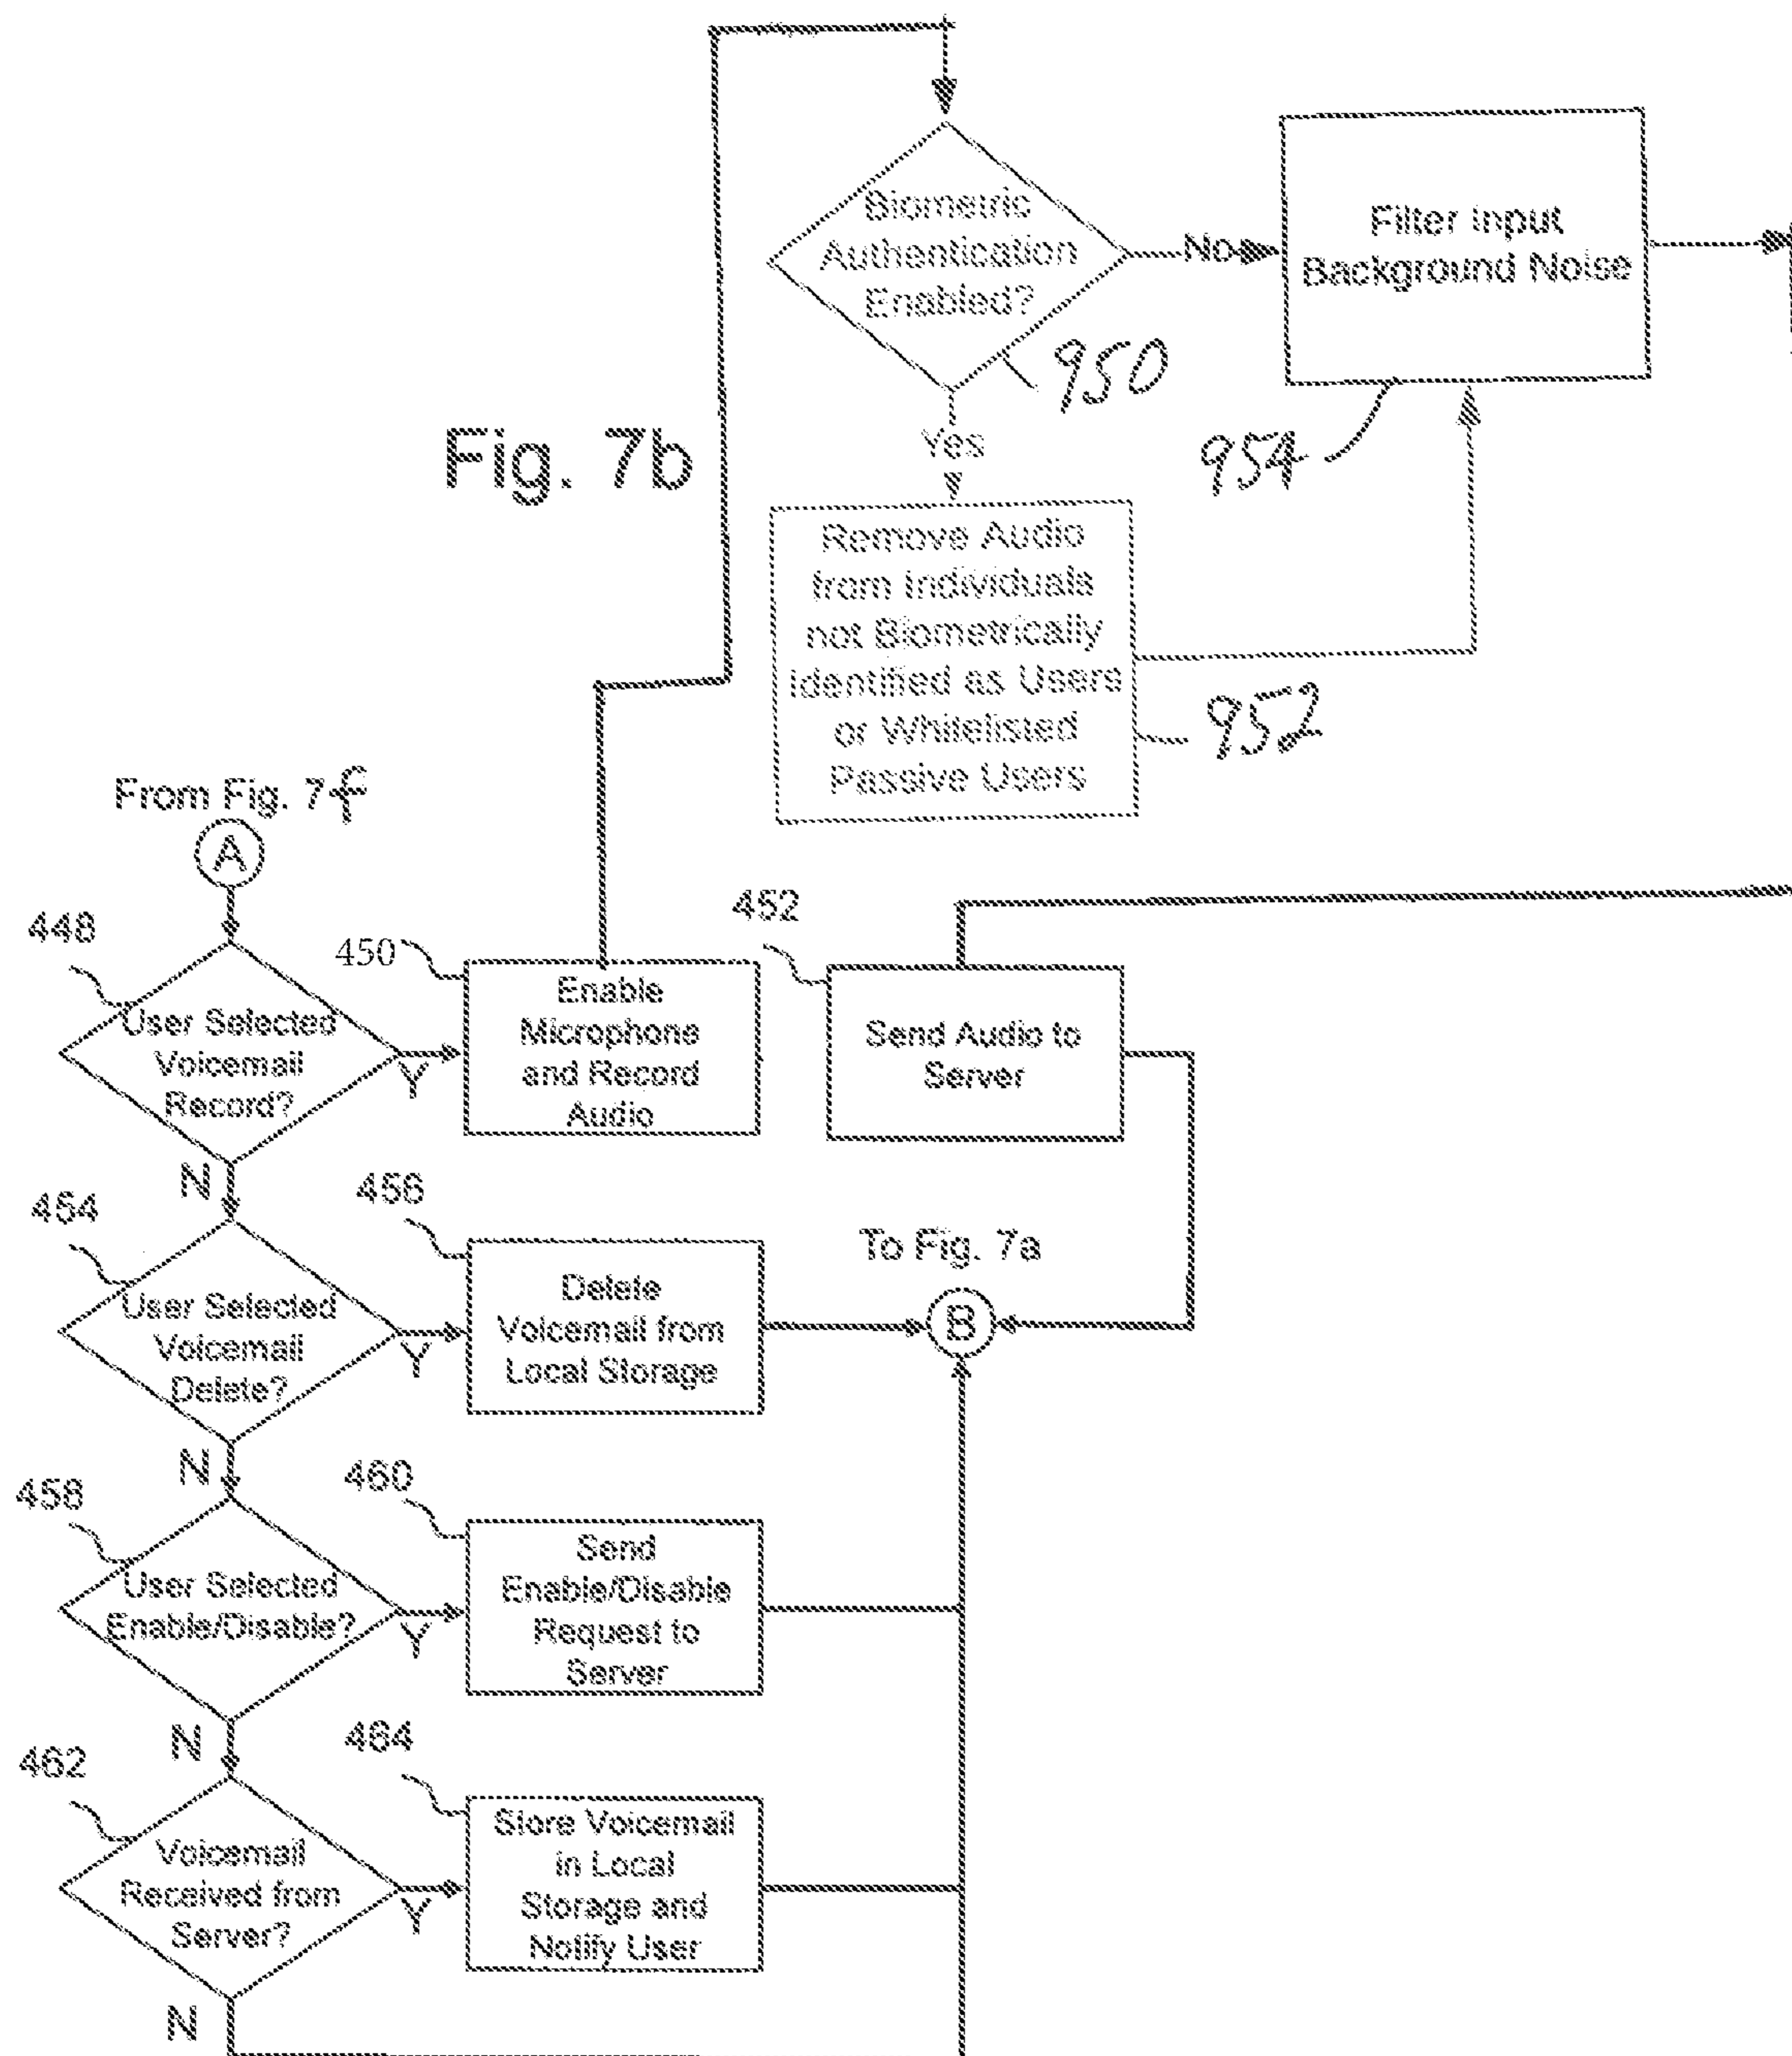 Biometric
Authentication
Enabled?
No
Filter Input
Background Noise
950
954
Yes
Fig. 7b
Remove Audio
from Individuals
not Biometrically
Identified as Users
or Whitelisted
Passive Users
952
From Fig. 7f
A
448
User Selected
Voicemail
Record?
Y
450
Enable
Microphone
and Record
Audio
452
Send Audio to
Server
N
454
User Selected
Voicemail
Delete?
Y
456
Delete
Voicemail from
Local Storage
To Fig. 7a
B
N
458
User Selected
Enable/Disable?
Y
460
Send
Enable/Disable
Request to
Server
N
462
Voicemail
Received from
Server?
Y
464
Store Voicemail
in Local
Storage and
Notify User
N